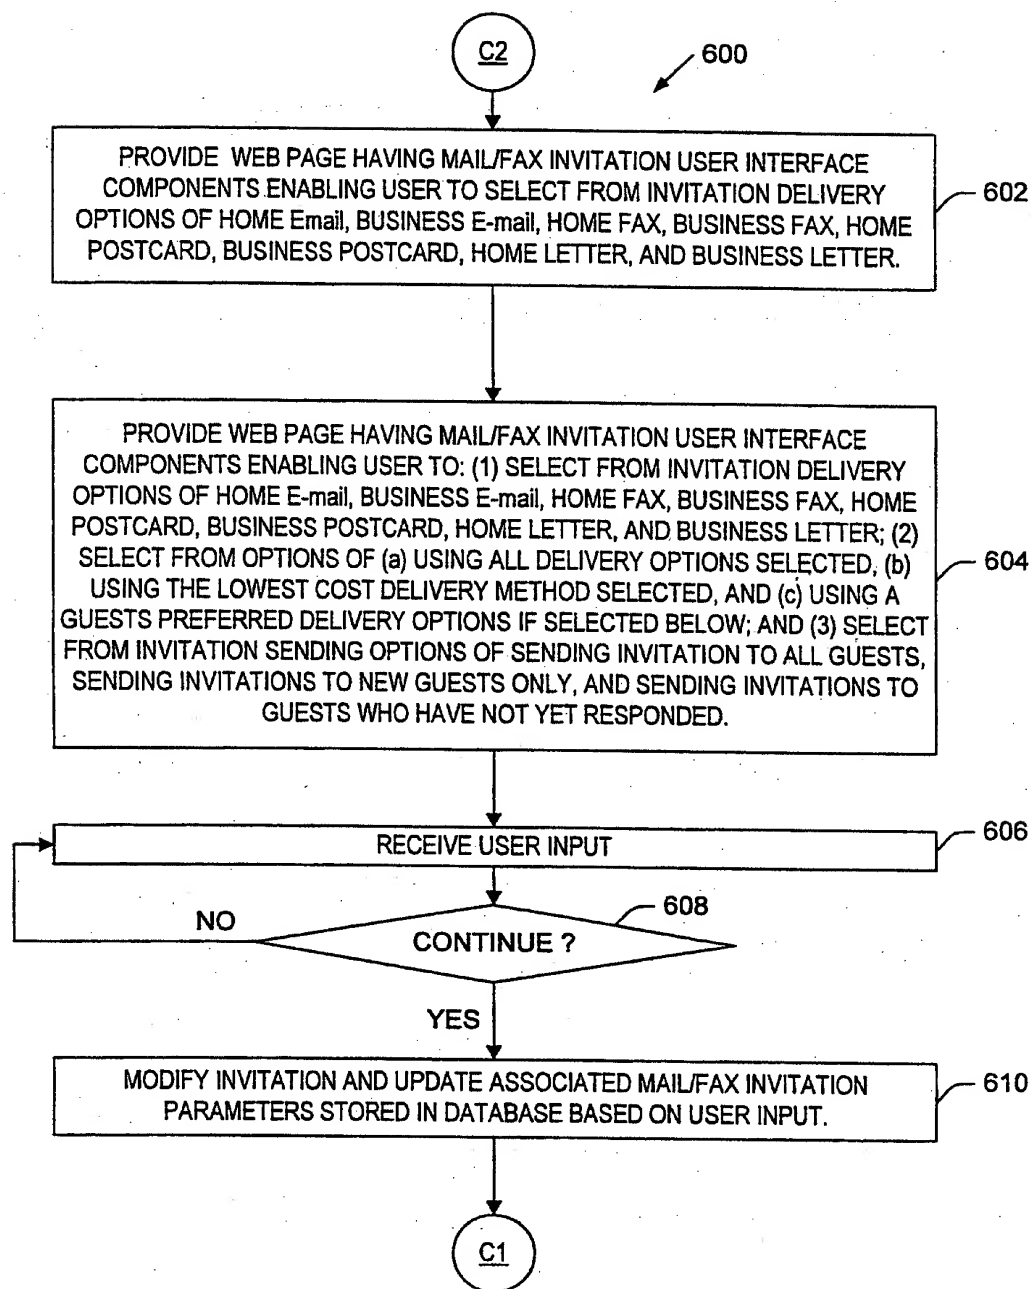 C2
600
PROVIDE WEB PAGE HAVING MAIL/FAX INVITATION USER INTERFACE
COMPONENTS ENABLING USER TO SELECT FROM INVITATION DELIVERY
OPTIONS OF HOME Email, BUSINESS E-mail, HOME FAX, BUSINESS FAX, HOME
POSTCARD, BUSINESS POSTCARD, HOME LETTER, AND BUSINESS LETTER.
602
PROVIDE WEB PAGE HAVING MAIL/FAX INVITATION USER INTERFACE
COMPONENTS ENABLING USER TO: (1) SELECT FROM INVITATION DELIVERY
OPTIONS OF HOME E-mail, BUSINESS E-mail, HOME FAX, BUSINESS FAX, HOME
POSTCARD, BUSINESS POSTCARD, HOME LETTER, AND BUSINESS LETTER; (2)
SELECT FROM OPTIONS OF (a) USING ALL DELIVERY OPTIONS SELECTED, (b)
USING THE LOWEST COST DELIVERY METHOD SELECTED, AND (c) USING A
GUESTS PREFERRED DELIVERY OPTIONS IF SELECTED BELOW; AND (3) SELECT
FROM INVITATION SENDING OPTIONS OF SENDING INVITATION TO ALL GUESTS,
SENDING INVITATIONS TO NEW GUESTS ONLY, AND SENDING INVITATIONS TO
GUESTS WHO HAVE NOT YET RESPONDED.
604
RECEIVE USER INPUT
606
608
NO
CONTINUE ?
YES
MODIFY INVITATION AND UPDATE ASSOCIATED MAIL/FAX INVITATION
PARAMETERS STORED IN DATABASE BASED ON USER INPUT.
610
C1